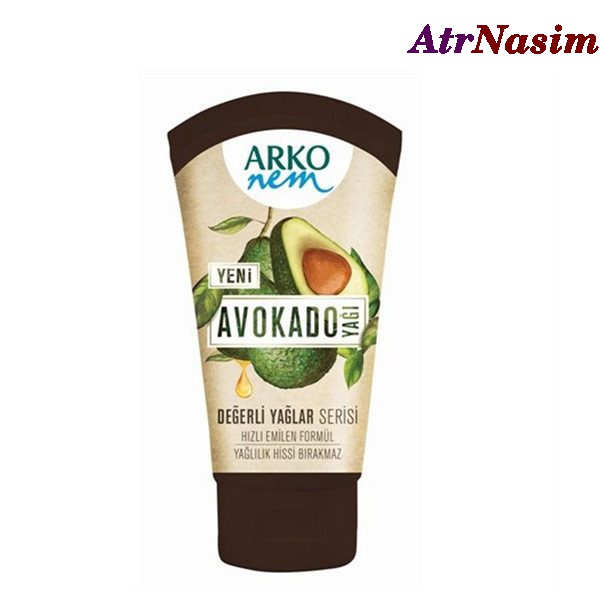 AtrNasim
ARKO
nem
YENİ
AVOKADO
YAĞI
DEĞERLİ YAĞLAR SERİSİ
HIZLI EMİLEN FORMÜL
YAĞLILIK HİSSİ BIRAKMAZ